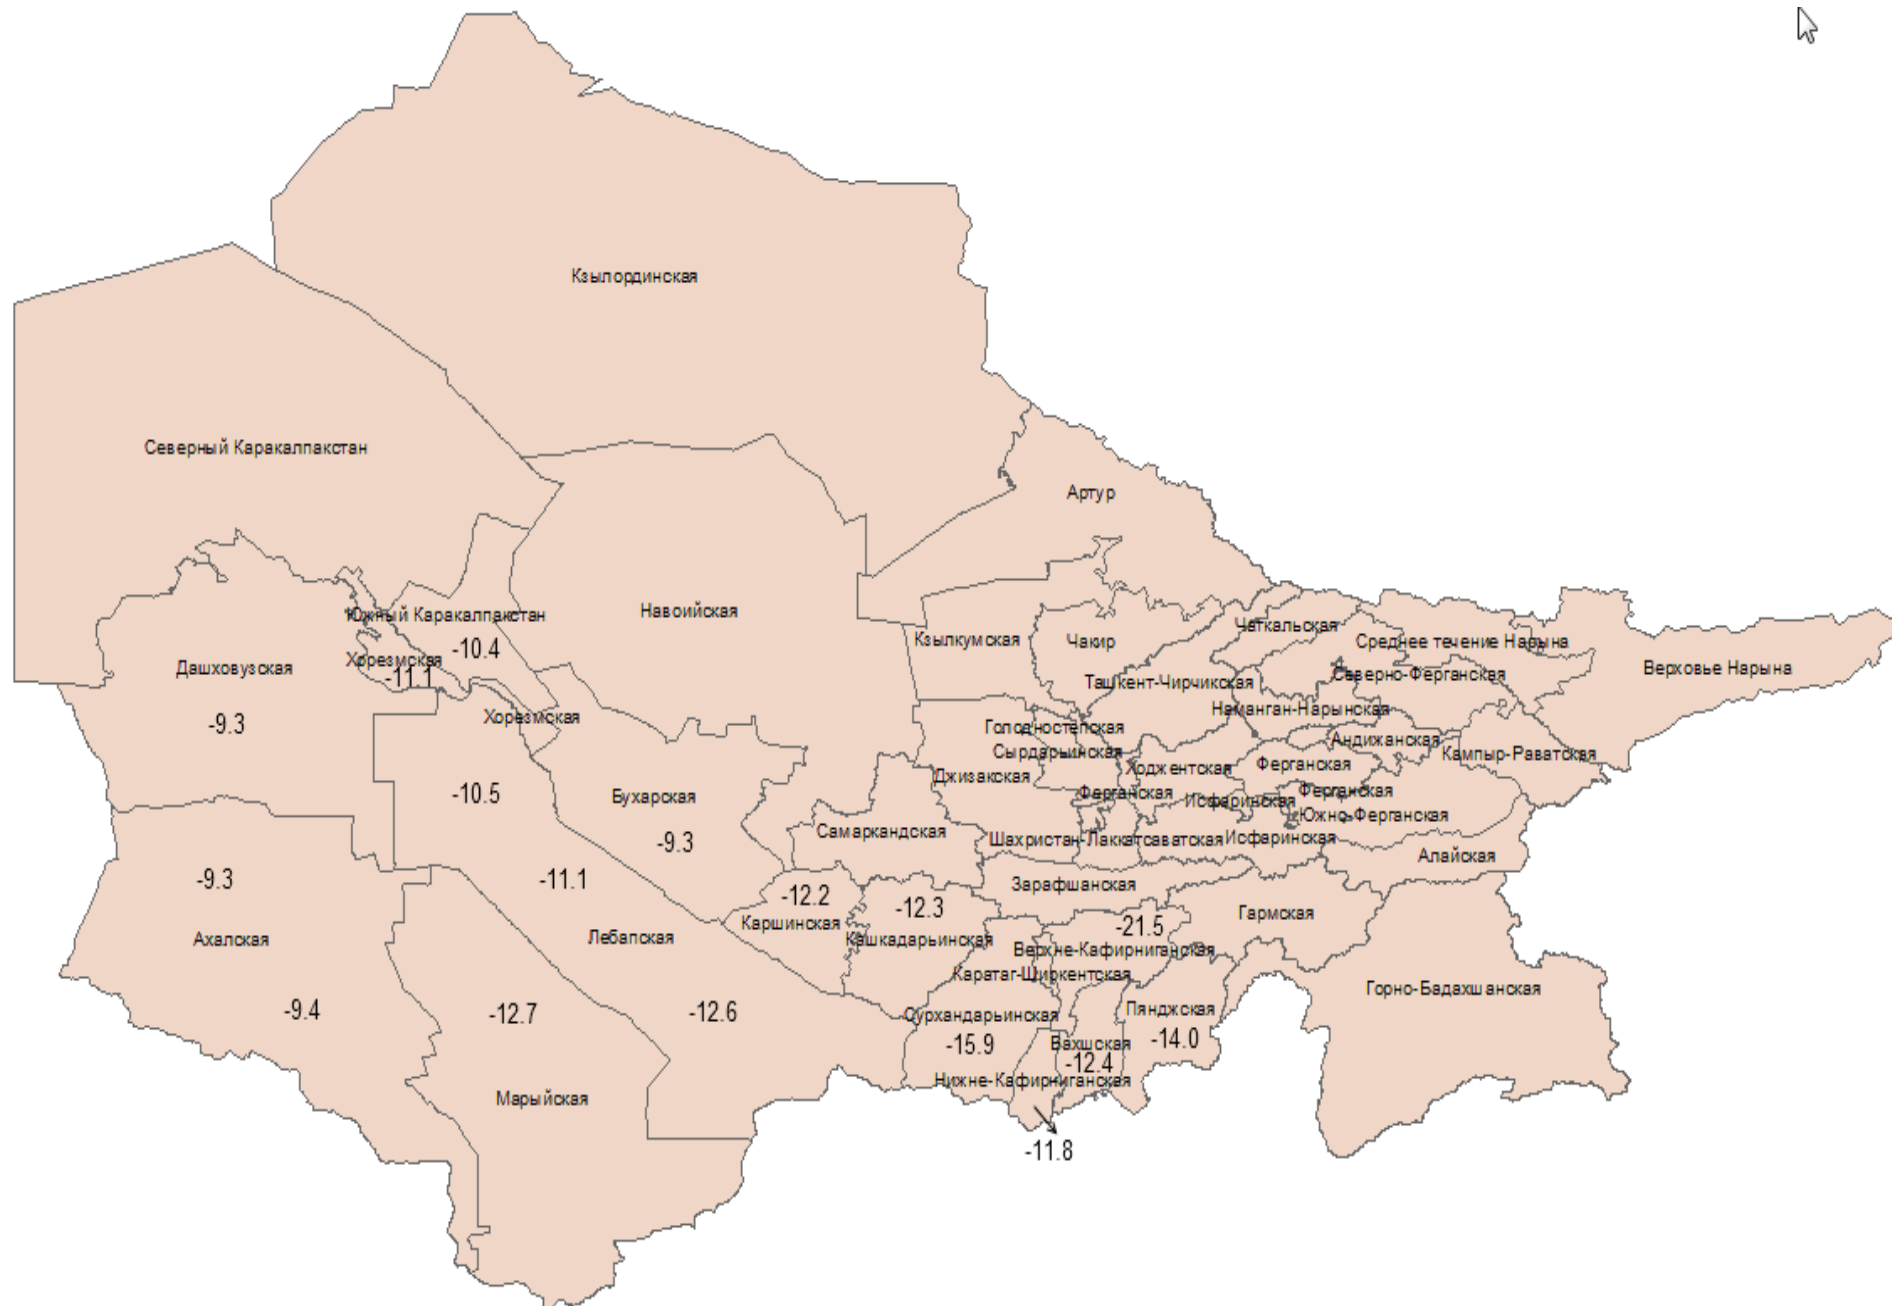 Кзылординская
Северный Каракалпакстан
Артур
Навоийская
Южный Каракалпакстан
-10.4
Хорезмская
-11.1
Дашховузская
-9.3
Хорезмская
Кзылкумская
Чакир
Чаткальская
Среднее течение Нарына
Верховье Нарына
Северно-Ферганская
Ташкент-Чирчикская
Наманган-Нарынская
Голодностепская
Андижанская
Сырдарьинская
Кампыр-Раватская
Ферганская
Ходжентская
Джизакская
Ферганская
Ферганская
Исфаринская
Южно-Ферганская
-10.5
Бухарская
-9.3
Самаркандская
Шахристан-Лаккатсаватская
Исфаринская
Алайская
-9.3
-11.1
-12.2
-12.3
Зарафшанская
Гармская
Каршинская
-21.5
Ахалская
Лебапская
Кашкадарьинская
Верхне-Кафирниганская
Каратаг-Ширкентская
Горно-Бадахшанская
-9.4
-12.7
-12.6
Сурхандарьинская
-15.9
Пянджская
-14.0
Вахшская
-12.4
Нижне-Кафирниганская
Марыйская
-11.8